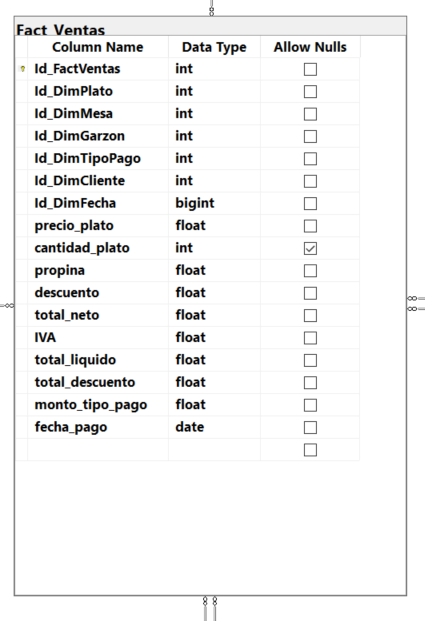 Fact_Ventas
Column Name Data Type Allow Nulls
Id_FactVentas int
Id_DimPlato int
Id_DimMesa int
Id_DimGarzon int
Id_DimTipoPago int
Id_DimCliente int
Id_DimFecha bigint
precio_plato float
cantidad_plato int
propina float
descuento float
total_neto float
IVA float
total_liquido float
total_descuento float
monto_tipo_pago float
fecha_pago date